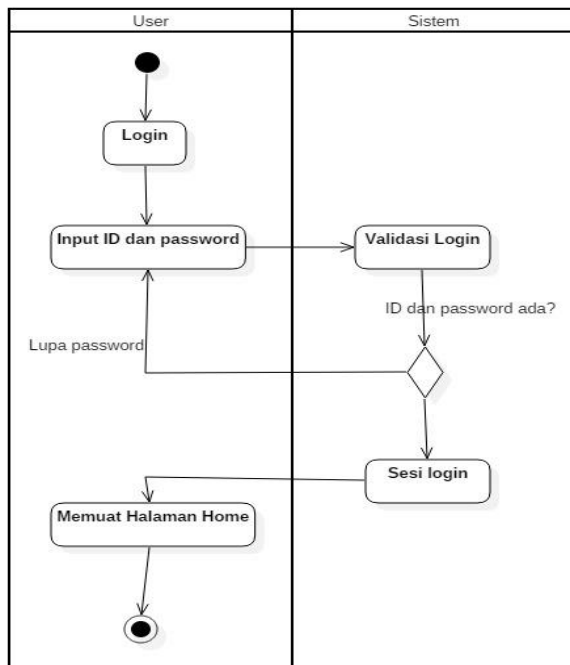 User
Sistem
Login
Input ID dan password
Validasi Login
ID dan password ada?
Lupa password
Sesi login
Memuat Halaman Home